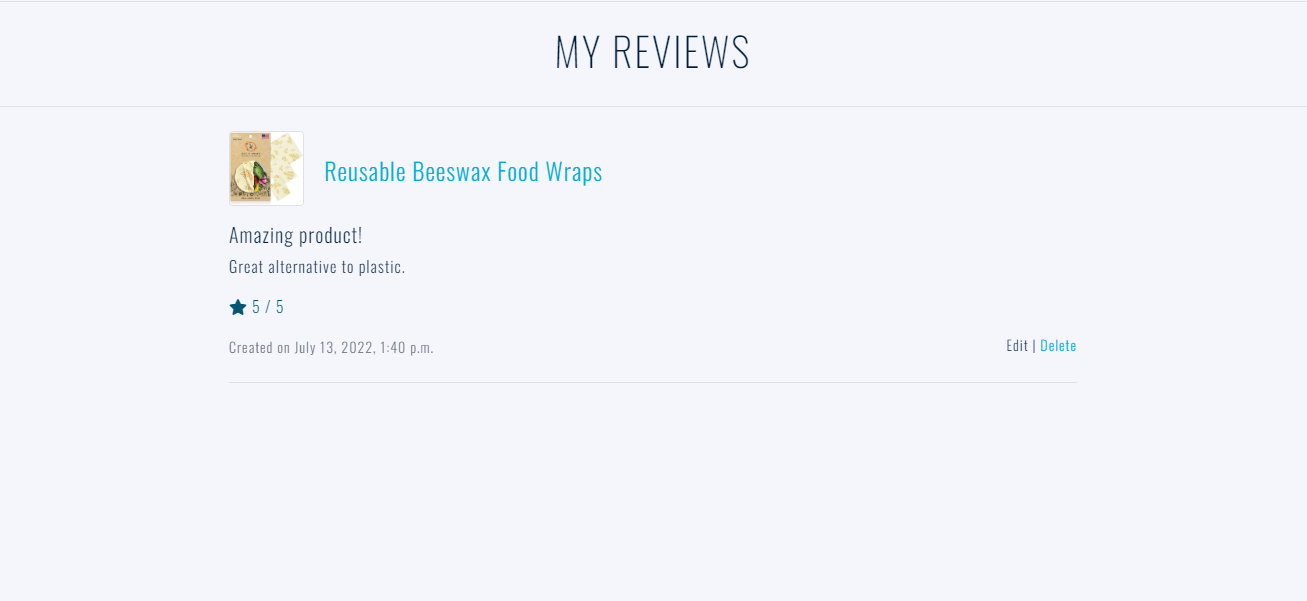 MY REVIEWS
Reusable Beeswax Food Wraps
Amazing product!
Great alternative to plastic.
5 / 5
Created on July 13, 2022, 1:40 p.m.
Edit | Delete